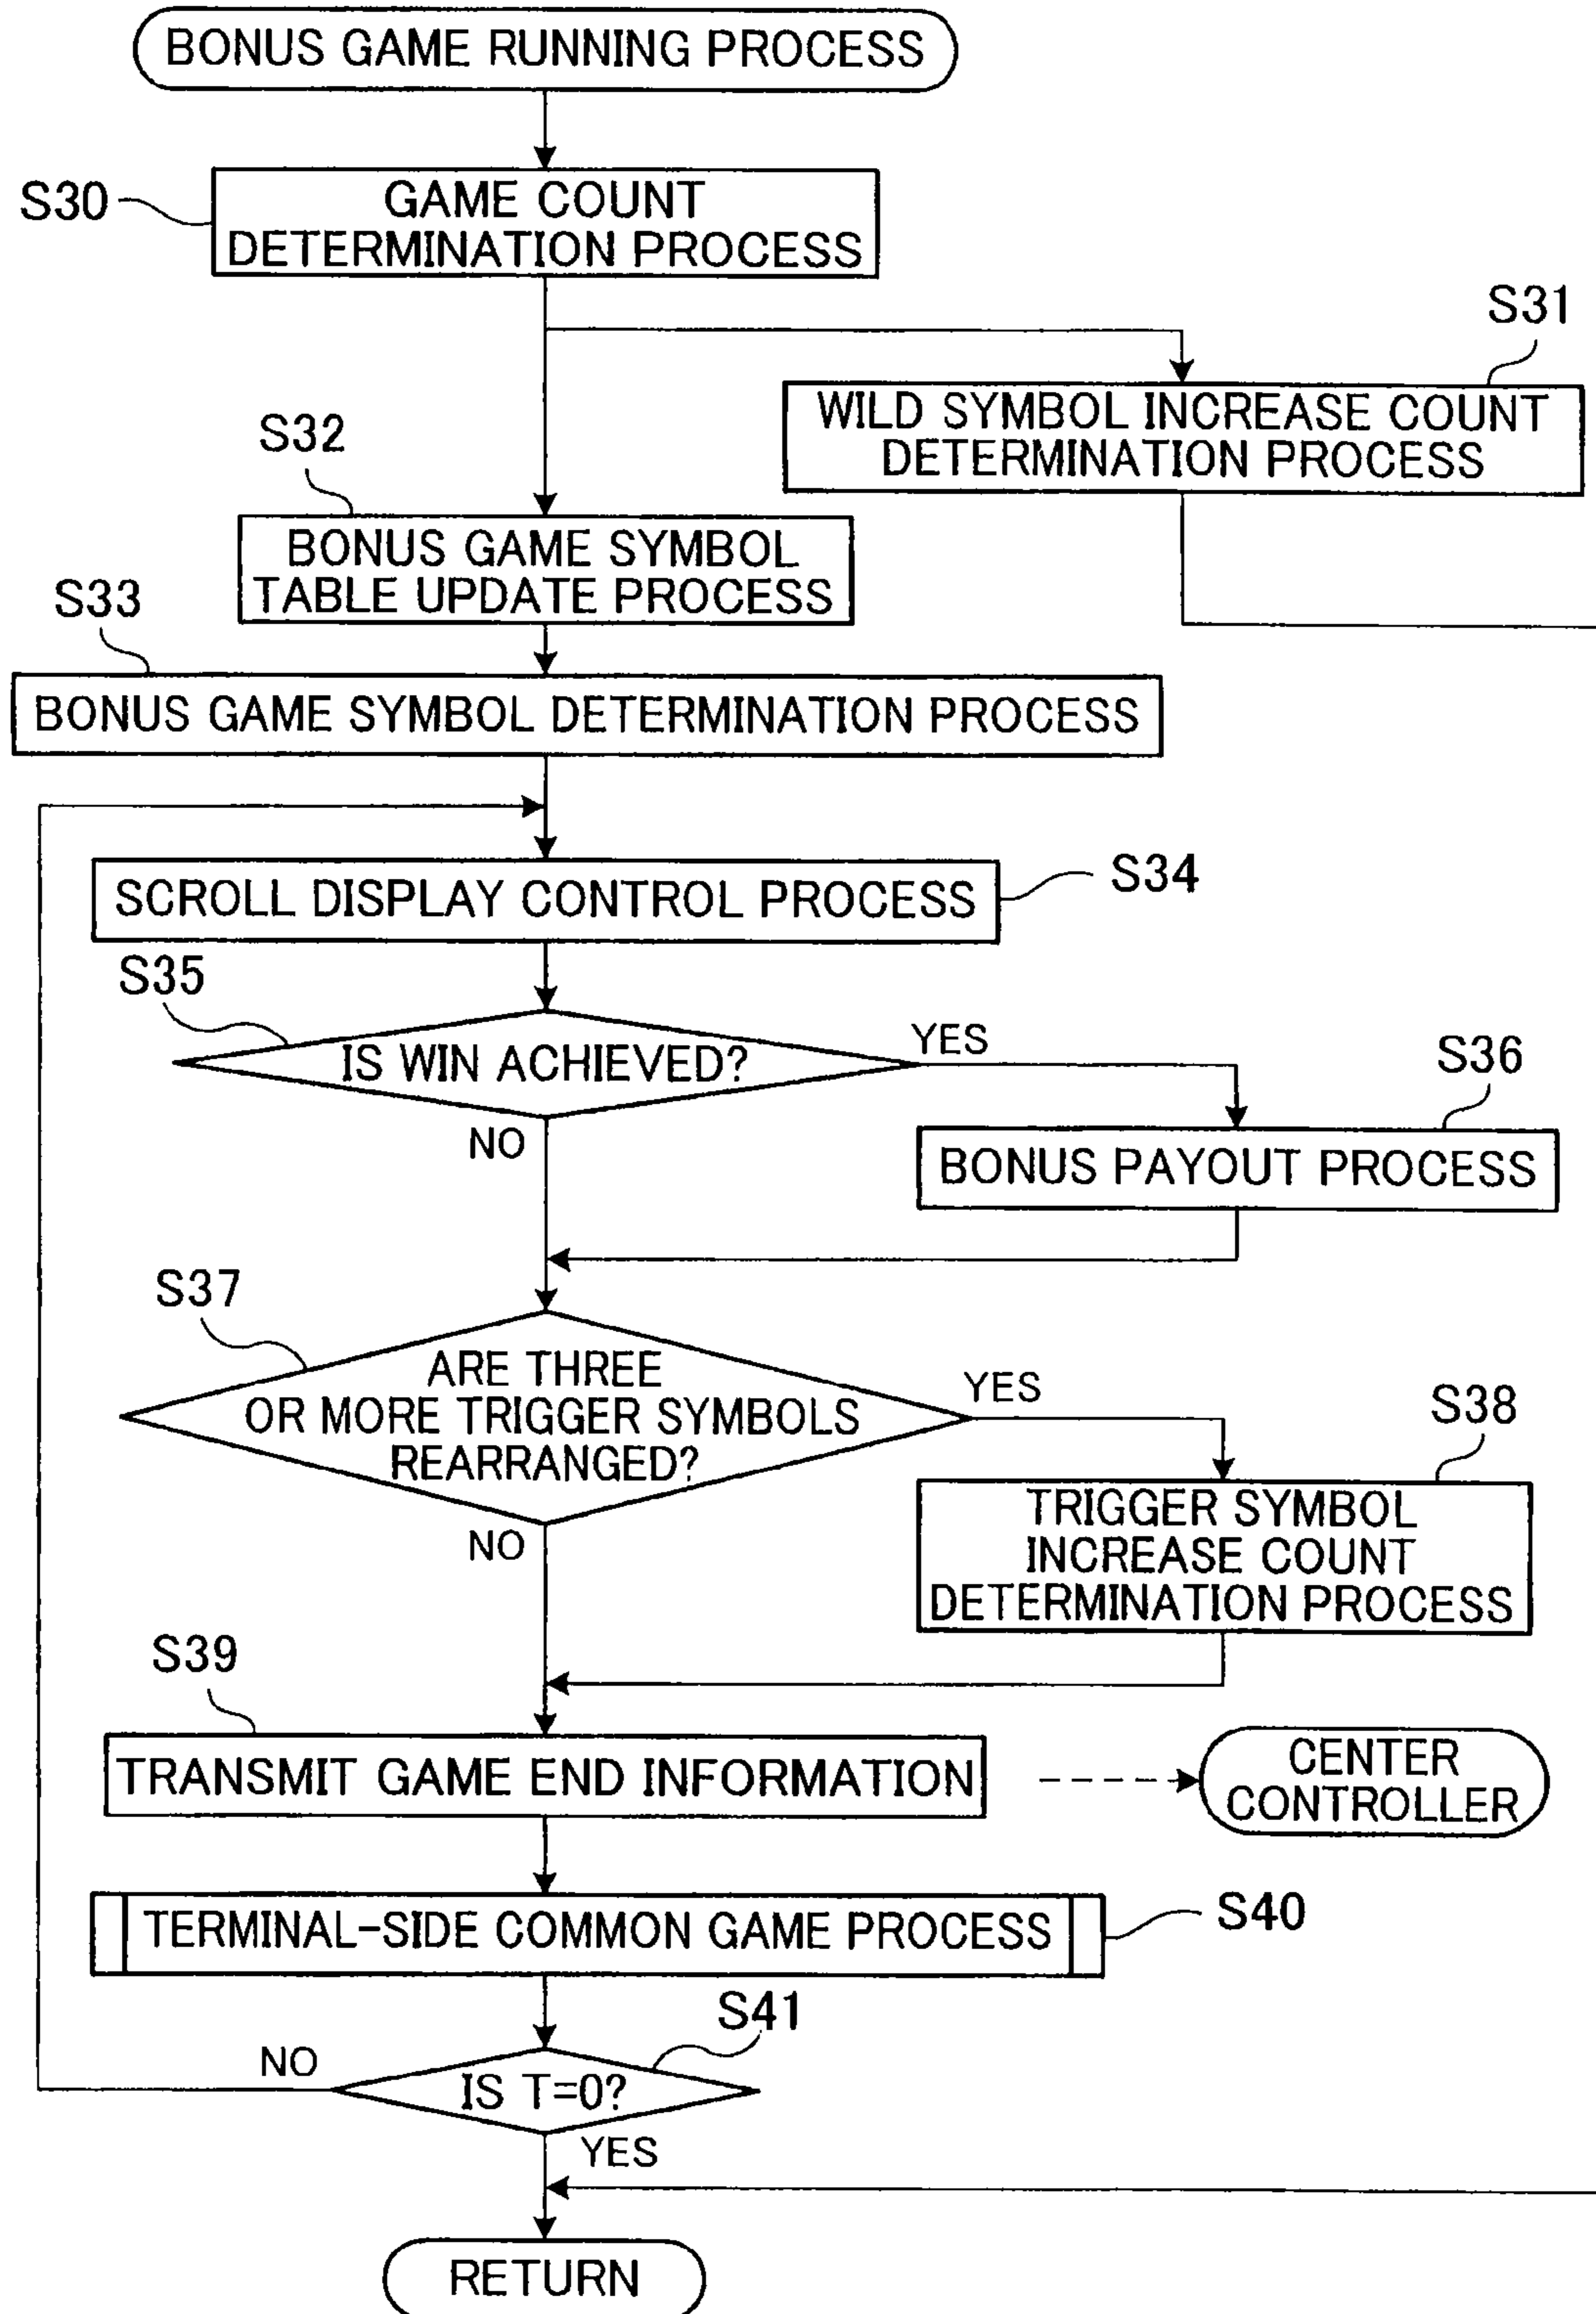 BONUS GAME RUNNING PROCESS
S30
GAME COUNT
DETERMINATION PROCESS
S31
WILD SYMBOL INCREASE COUNT
DETERMINATION PROCESS
S32
BONUS GAME SYMBOL
TABLE UPDATE PROCESS
S33
BONUS GAME SYMBOL DETERMINATION PROCESS
SCROLL DISPLAY CONTROL PROCESS
S34
S35
IS WIN ACHIEVED?
YES
NO
S36
BONUS PAYOUT PROCESS
S37
ARE THREE
OR MORE TRIGGER SYMBOLS
REARRANGED?
YES
NO
S38
TRIGGER SYMBOL
INCREASE COUNT
DETERMINATION PROCESS
S39
TRANSMIT GAME END INFORMATION
CENTER
CONTROLLER
TERMINAL-SIDE COMMON GAME PROCESS
S40
S41
NO
IS T=0?
YES
RETURN